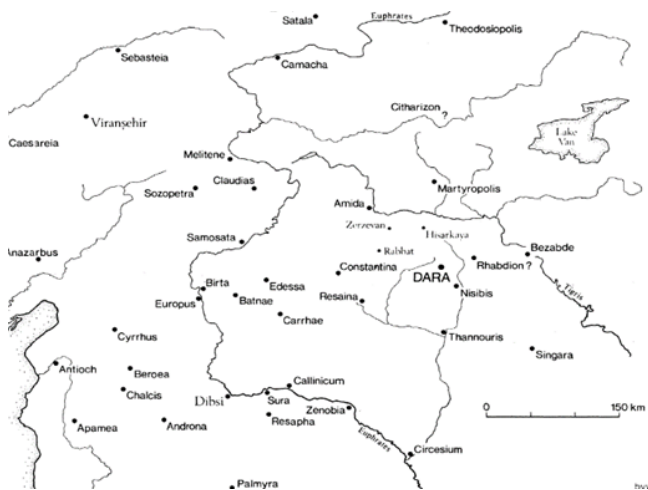 Satala
Euphrates
Theodosiopolis
Sebasteia
Camacha
Citharizon ?
Viranşehir
Lake
Van
Caesareia
Melitene
Claudias
Sozopetra
Martyropolis
Amida
Zerzevan
Hisarkaya
Samosata
Rabbat
Bezabde
Anazarbus
Constantina
Rhabdion ?
DARA
Birta
Edessa
Tigris
Europus
Batnae
Resaina
Nisibis
Carrhae
Cyrrhus
Thannouris
Singara
Antioch
Beroea
Callinicum
Chalcis
Dibsi
Sura
Zenobia
0
150 km
Apamea
Androna
Resapha
Euphrates
Circesium
Palmyra